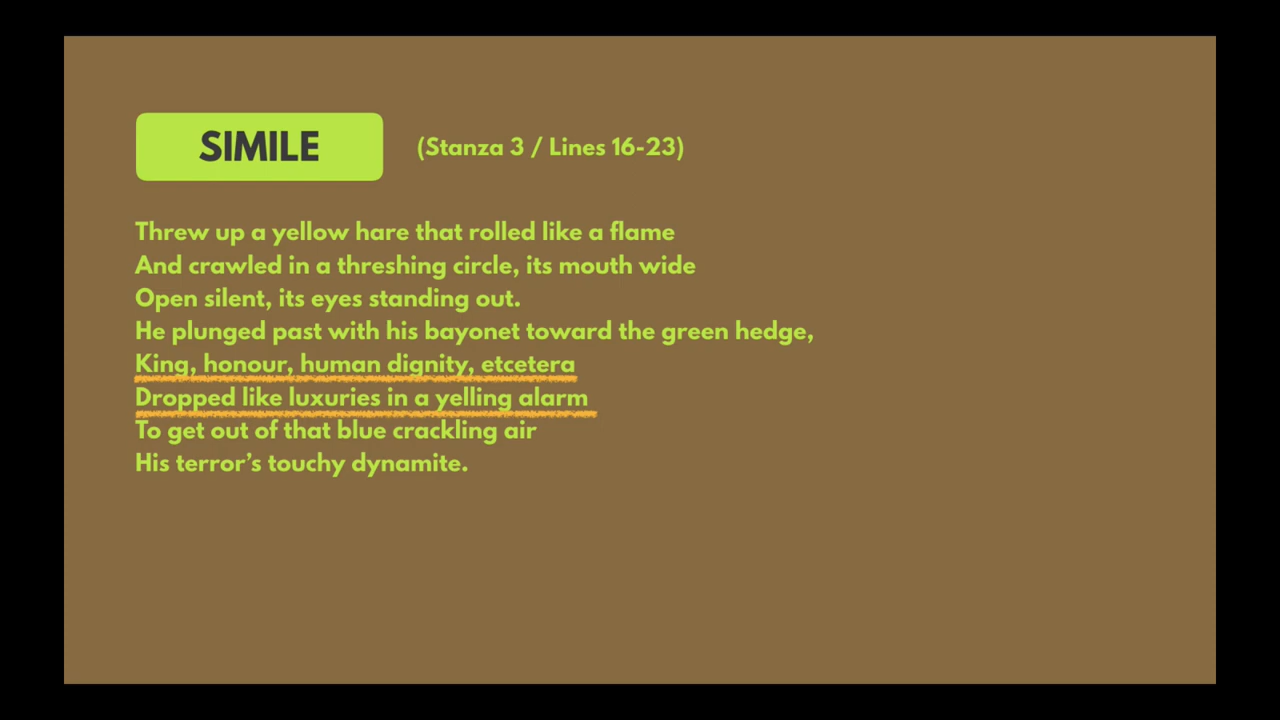 SIMILE
(Stanza 3 / Lines 16-23)
Threw up a yellow hare that rolled like a flame
And crawled in a threshing circle, its mouth wide
Open silent, its eyes standing out.
He plunged past with his bayonet toward the green hedge,
King, honour, human dignity, etcetera
Dropped like luxuries in a yelling alarm
To get out of that blue crackling air
His terror’s touchy dynamite.